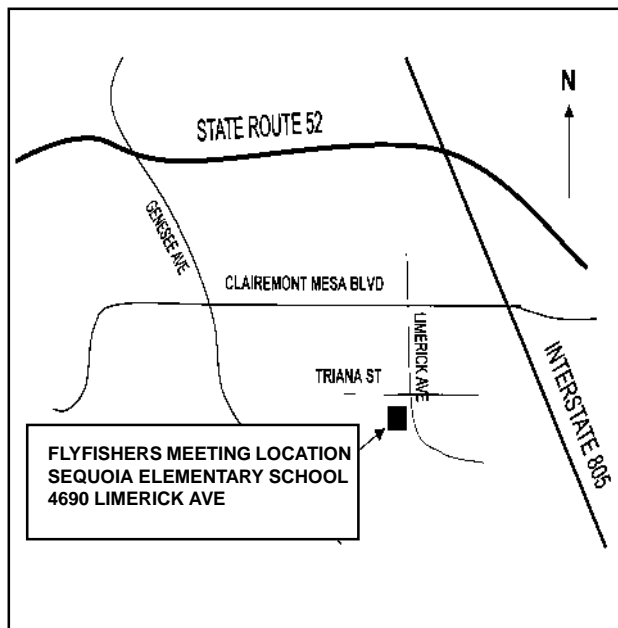 N
STATE ROUTE 52
GENESEE AVE
CLAIREMONT MESA BLVD
LIMERICK AVE
TRIANA ST
INTERSTATE 805
FLYFISHERS MEETING LOCATION
SEQUOIA ELEMENTARY SCHOOL
4690 LIMERICK AVE